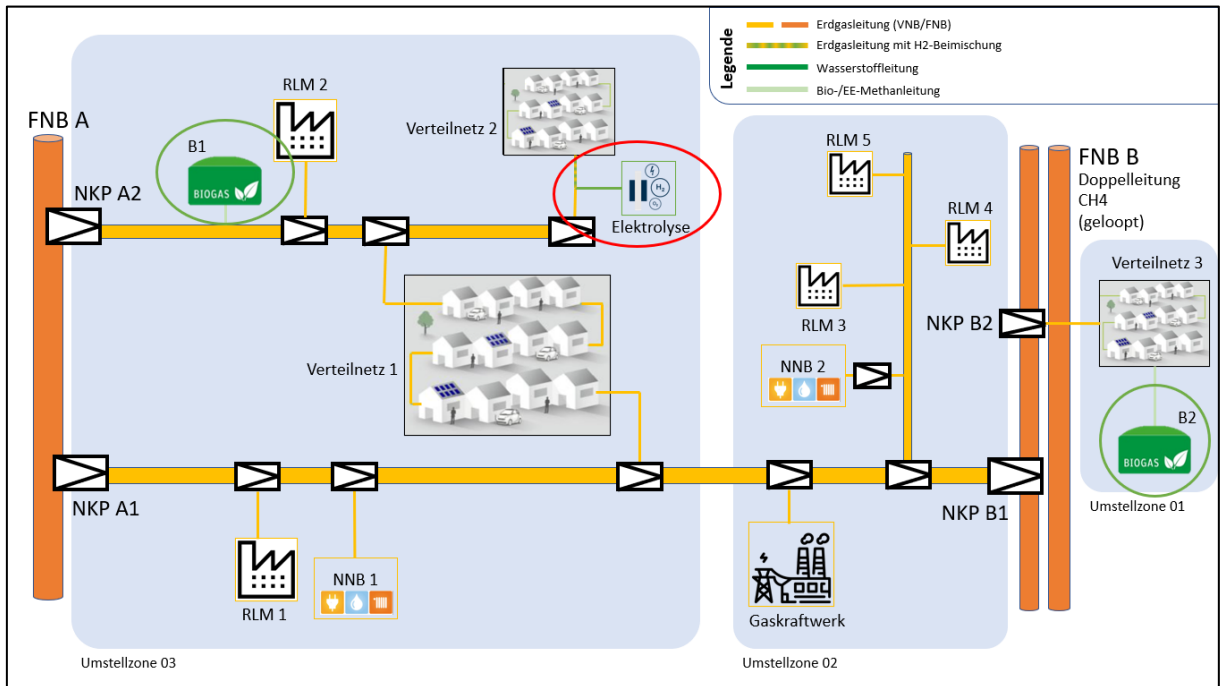 Legende
Erdgasleitung (VNB/FNB)
Erdgasleitung mit H2-Beimischung
Wasserstoffleitung
Bio-/EE-Methanleitung
FNB A
NKP A2
B1
BIOGAS
RLM 2
Verteilnetz 2
H₂
O₂
Elektrolyse
Verteilnetz 1
NKP A1
RLM 1
NNB 1
Umstellzone 03
RLM 5
RLM 4
RLM 3
NNB 2
NKP B2
NKP B1
Gaskraftwerk
Umstellzone 02
FNB B
Doppelleitung
CH4
(geloopt)
Verteilnetz 3
B2
BIOGAS
Umstellzone 01